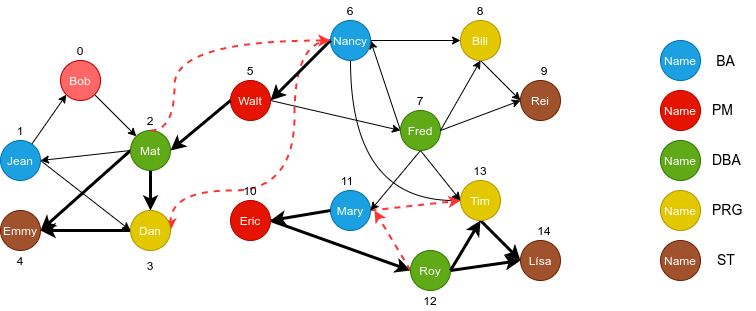 6
8
Nancy
Bill
0
Name BA
5
9
Bob
Walt
Rei
Name PM
7
2
1
Fred
Mat
Jean
Name DBA
13
11
10
Tim
Mary
Eric
Name PRG
Emmy
Dan
14
4
3
Roy
Lísa
Name ST
12